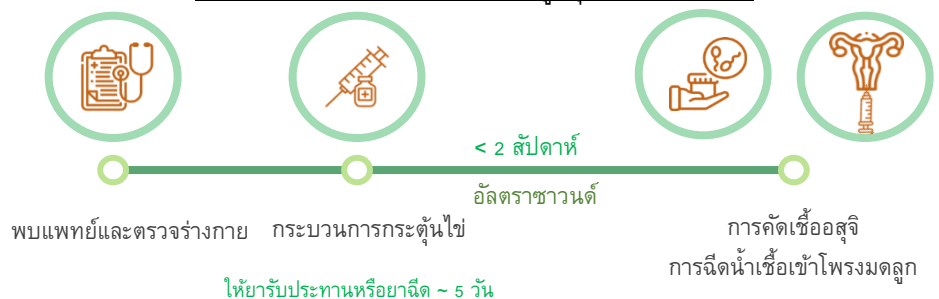 < 2 สัปดาห์
อัลตราซาวนด์
พบแพทย์และตรวจร่างกาย
กระบวนการกระตุ้นไข่
การคัดเชื้ออสุจิ
การฉีดน้ำเชื้อเข้าโพรงมดลูก
ให้ยารับประทานหรือยาฉีด ~ 5 วัน